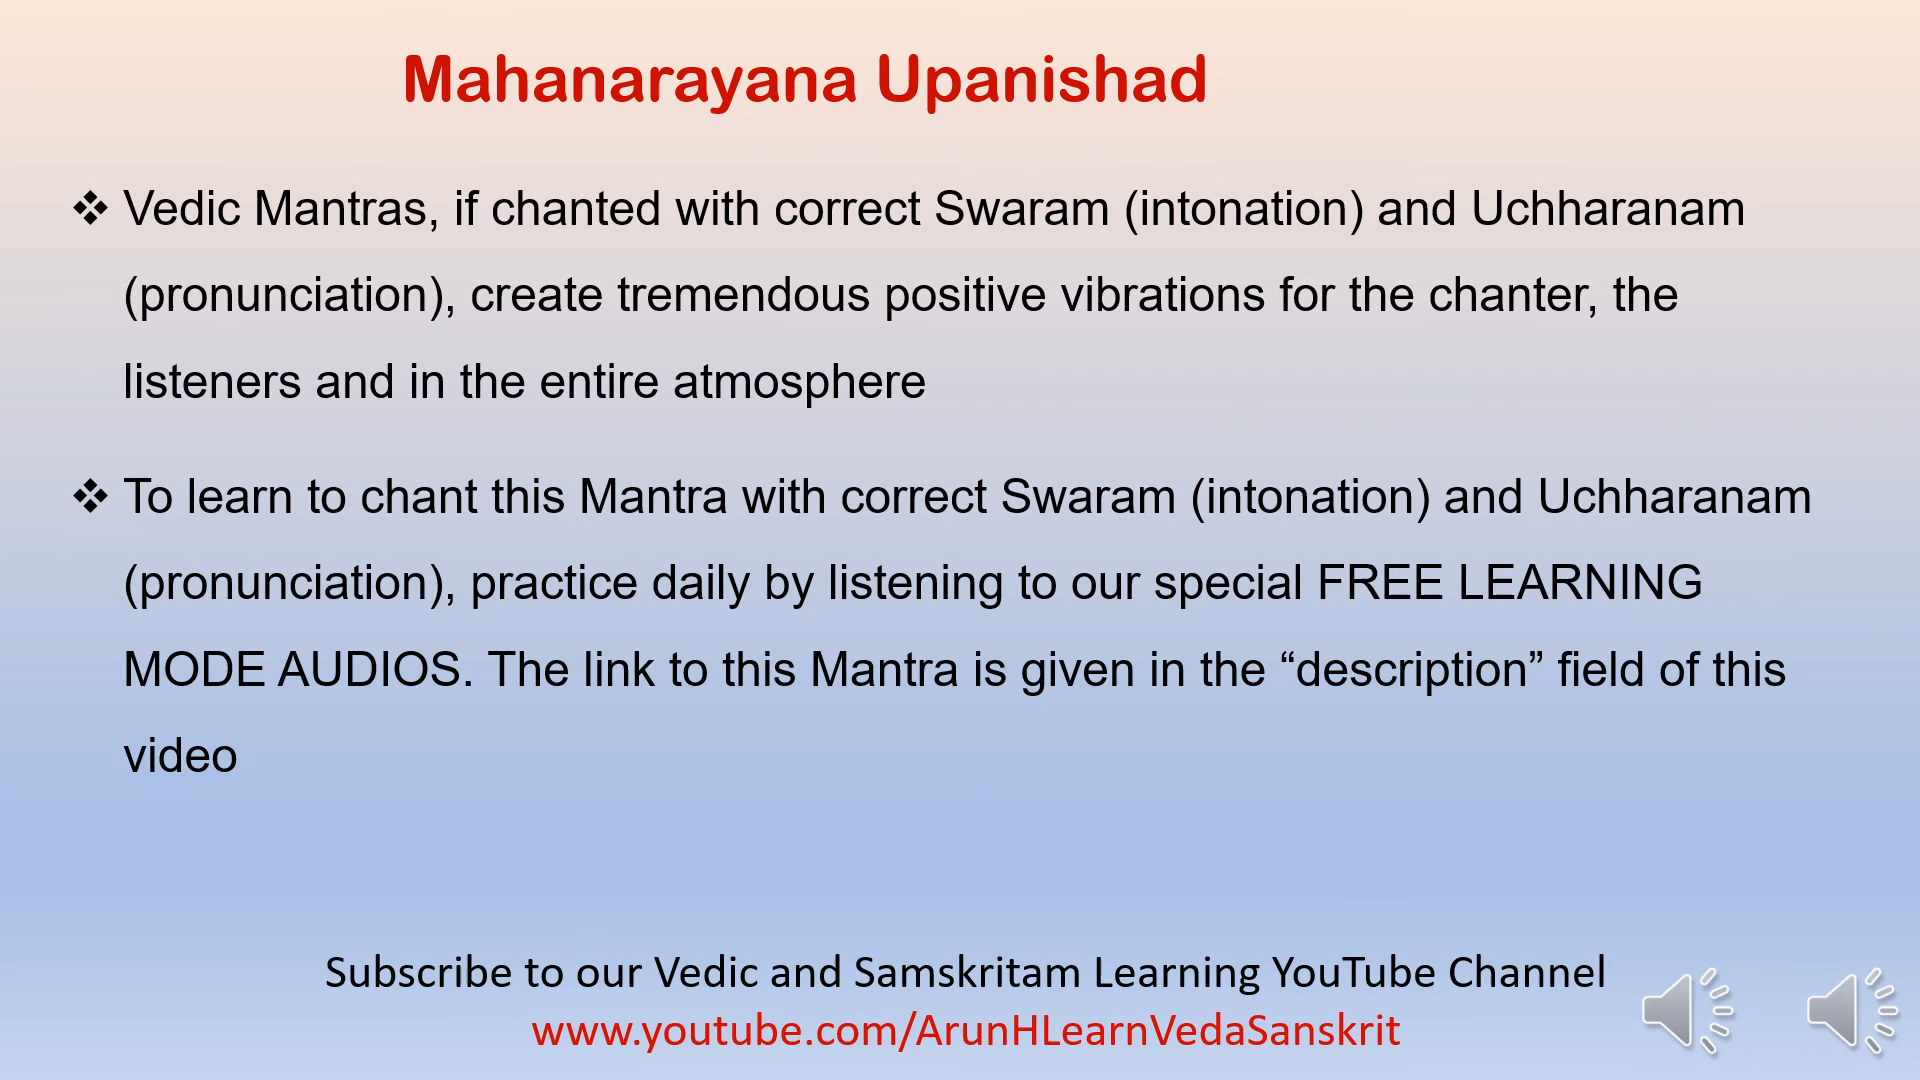 Mahanarayana Upanishad
❖ Vedic Mantras, if chanted with correct Swaram (intonation) and Uchharanam
(pronunciation), create tremendous positive vibrations for the chanter, the
listeners and in the entire atmosphere
❖ To learn to chant this Mantra with correct Swaram (intonation) and Uchharanam
(pronunciation), practice daily by listening to our special FREE LEARNING
MODE AUDIOS. The link to this Mantra is given in the “description” field of this
video
Subscribe to our Vedic and Samskritam Learning YouTube Channel
www.youtube.com/ArunHLearnVedaSanskrit